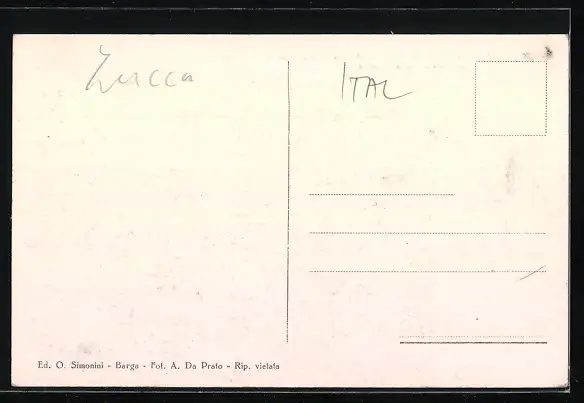 Lucca
ITAL
Ed. O. Simonini - Barga - Fot. A. Da Prato - Rip. vietata